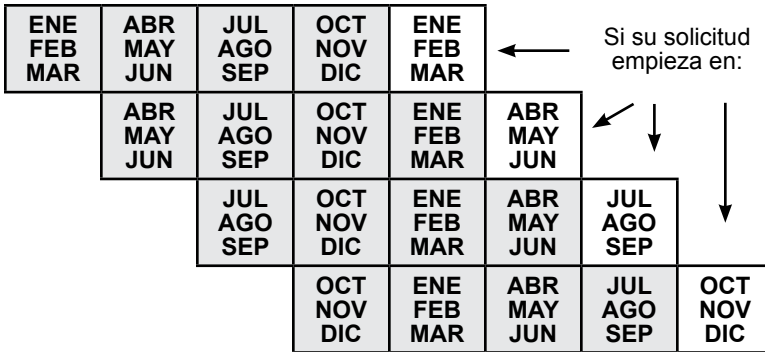 ENE ABR JUL OCT ENE
FEB MAY AGO NOV FEB
MAR JUN SEP DIC MAR
Si su solicitud
empieza en:
ABR JUL OCT ENE ABR
MAY AGO NOV FEB MAY
JUN SEP DIC MAR JUN
JUL OCT ENE ABR JUL
AGO NOV FEB MAY AGO
SEP DIC MAR JUN SEP
OCT ENE ABR JUL OCT
NOV FEB MAY AGO NOV
DIC MAR JUN SEP DIC